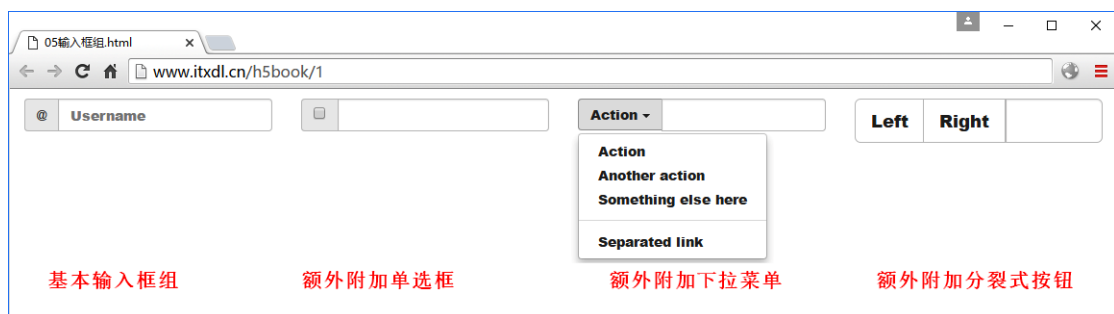 05输入框组.html
www.itxdl.cn/h5book/1
@ Username
Action
Left Right
Action
Another action
Something else here
Separated link
基本输入框组 额外附加单选框 额外附加下拉菜单 额外附加分裂式按钮